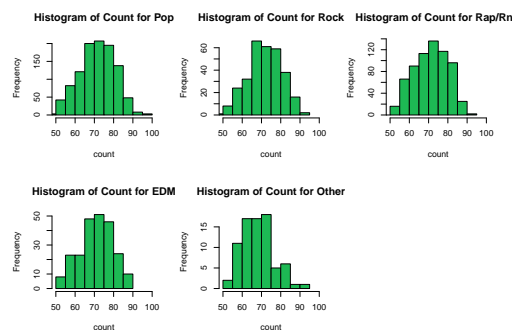 Histogram of Count for Pop
Frequency
0 50 150
50 60 70 80 90 100
count
Histogram of Count for Rock
Frequency
0 20 40 60
50 60 70 80 90 100
count
Histogram of Count for Rap/Rn
Frequency
0 40 80 120
50 60 70 80 90 100
count
Histogram of Count for EDM
Frequency
0 10 30 50
50 60 70 80 90 100
count
Histogram of Count for Other
Frequency
0 5 10 15
50 60 70 80 90 100
count